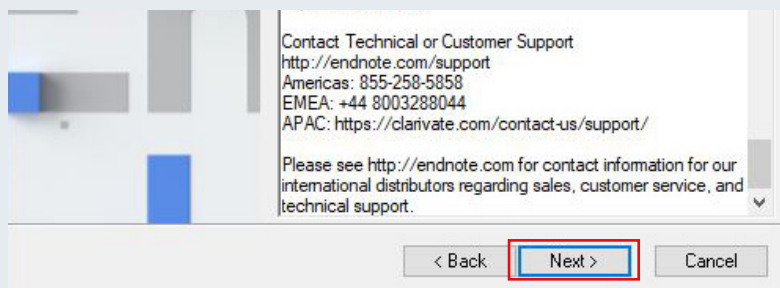 Contact Technical or Customer Support
http://endnote.com/support
Americas: 855-258-5858
EMEA: +44 8003288044
APAC: https://clarivate.com/contact-us/support/
Please see http://endnote.com for contact information for our
international distributors regarding sales, customer service, and
technical support.
< Back
Next >
Cancel